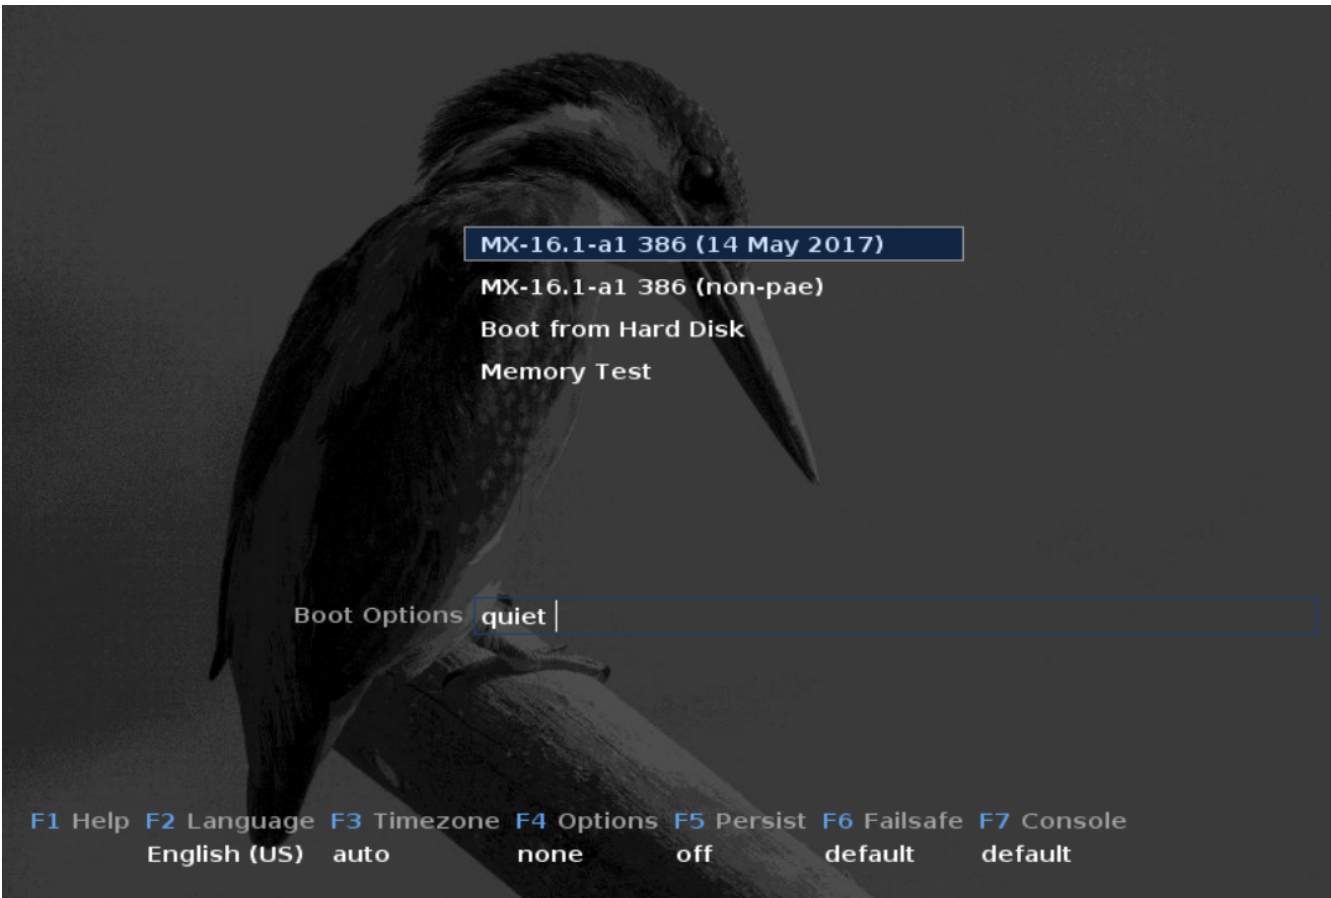 MX-16.1-a1 386 (14 May 2017)
MX-16.1-a1 386 (non-pae)
Boot from Hard Disk
Memory Test
Boot Options quiet
F1 Help F2 Language F3 Timezone F4 Options F5 Persist F6 Failsafe F7 Console
English (US) auto none off default default